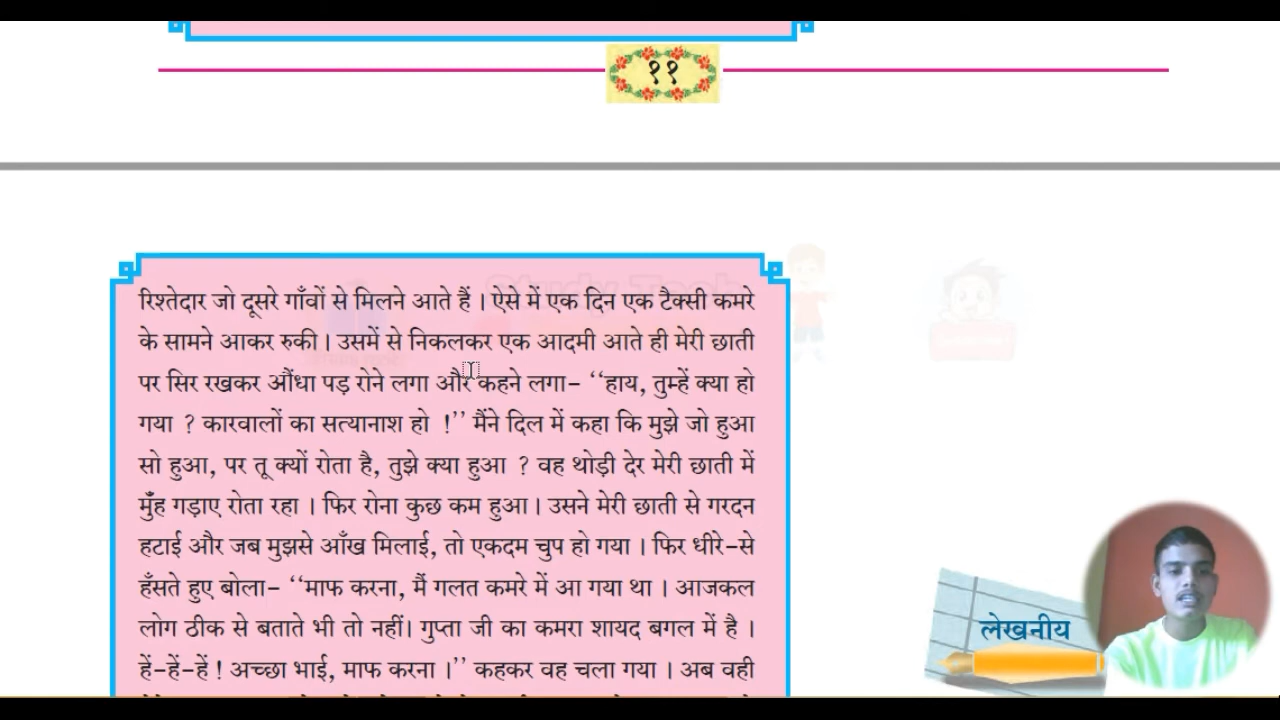 ११
रिश्तेदार जो दूसरे गाँवों से मिलने आते हैं । ऐसे में एक दिन एक टैक्सी कमरे
के सामने आकर रुकी । उसमें से निकलकर एक आदमी आते ही मेरी छाती
पर सिर रखकर औंधा पड़ रोने लगा और कहने लगा- ‘‘हाय, तुम्हें क्या हो
गया ? कारवालों का सत्यानाश हो !’’ मैंने दिल में कहा कि मुझे जो हुआ
सो हुआ, पर तू क्यों रोता है, तुझे क्या हुआ ? वह थोड़ी देर मेरी छाती में
मुँह गड़ाए रोता रहा । फिर रोना कुछ कम हुआ । उसने मेरी छाती से गरदन
हटाई और जब मुझसे आँख मिलाई, तो एकदम चुप हो गया । फिर धीरे-से
हँसते हुए बोला- ‘‘माफ करना, मैं गलत कमरे में आ गया था । आजकल
लोग ठीक से बताते भी तो नहीं। गुप्ता जी का कमरा शायद बगल में है ।
हें-हें-हें ! अच्छा भाई, माफ करना ।’’ कहकर वह चला गया । अब वही
लेखनीय